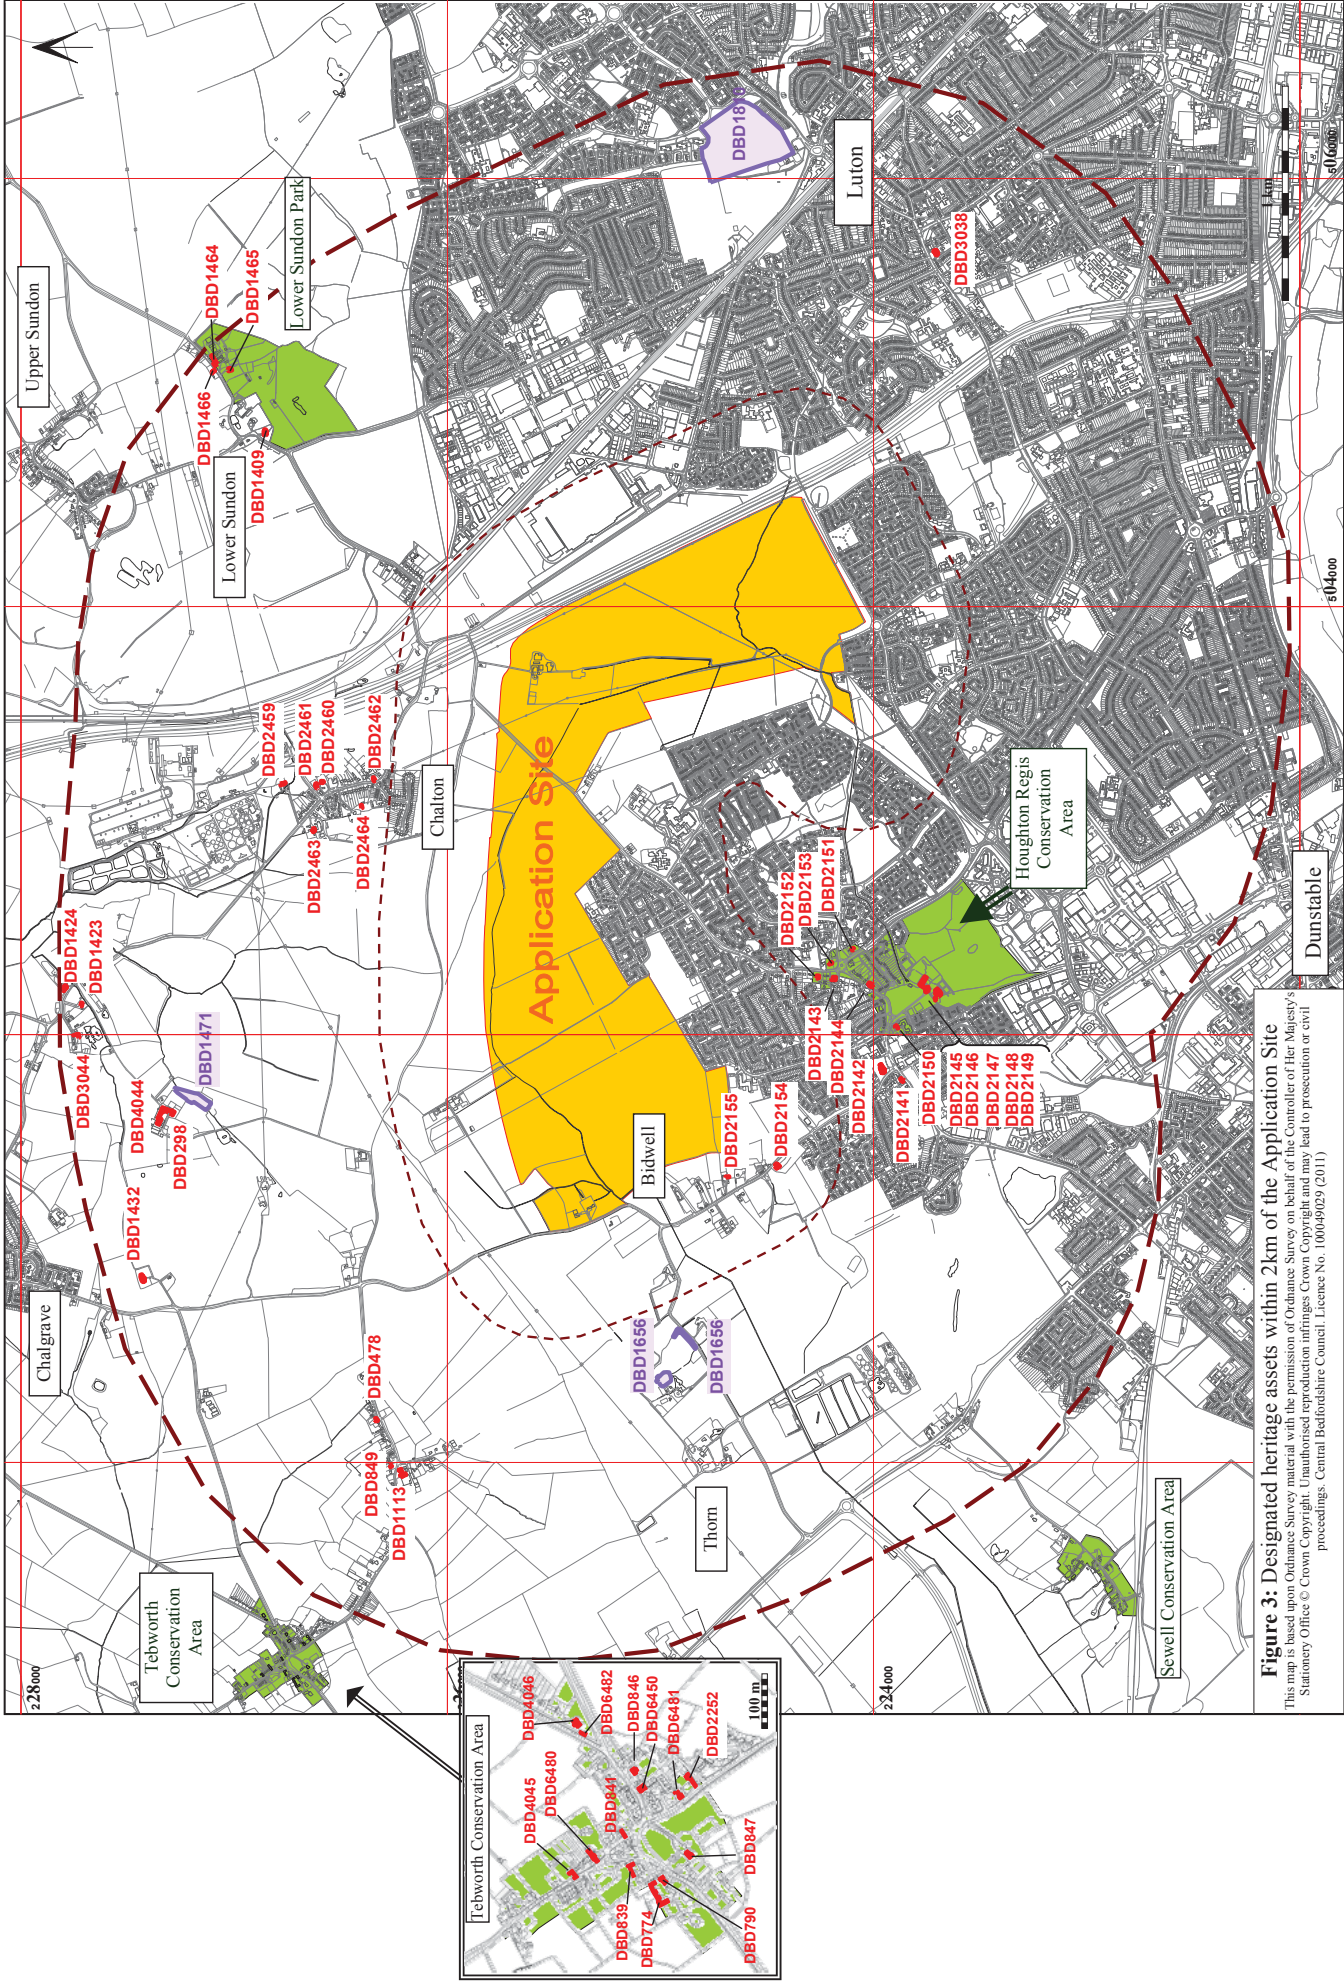 228000
Tebworth
Conservation
Area
Chalgrave
Upper Sundon
DBD1424
DBD1423
DBD3044
DBD4044
DBD298
DBD1432
DBD1471
DBD1464
DBD1466
DBD1465
DBD1409
Lower Sundon
Lower Sundon Park
DBD2459
DBD2461
DBD2460
DBD2462
DBD2463
DBD2464
Chalton
DBD478
DBD849
DBD1113
Tebworth Conservation Area
DBD4045
DBD6480
DBD4046
DBD6482
DBD841
DBD846
DBD6450
DBD6481
DBD2252
DBD839
DBD774
DBD790
DBD847
100 m
Application Site
Bidwell
DBD1656
DBD1656
Thorn
DBD2155
DBD2154
DBD2152
DBD2153
DBD2151
DBD2143
DBD2144
DBD2142
DBD2141
DBD2150
DBD2145
DBD2146
DBD2147
DBD2148
DBD2149
Luton
DBD3038
224000
Houghton Regis
Conservation
Area
Sewell Conservation Area
Dunstable
1 km
504000
506000
Figure 3: Designated heritage assets within 2km of the Application Site
This map is based upon Ordnance Survey material with the permission of Ordnance Survey on behalf of the Controller of Her Majesty's
Stationery Office © Crown Copyright. Unauthorised reproduction infringes Crown Copyright and may lead to prosecution or civil
proceedings. Central Bedfordshire Council. Licence No. 100049029 (2011)